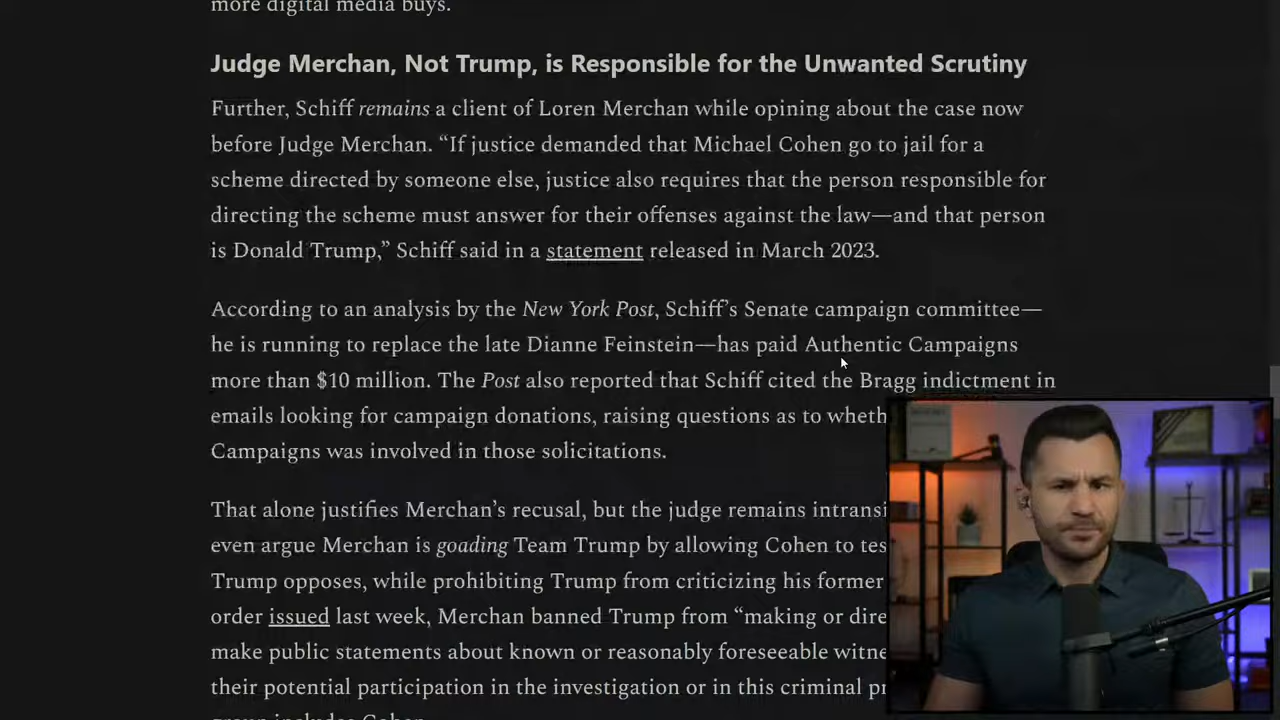 more digital media buys.
Judge Merchan, Not Trump, is Responsible for the Unwanted Scrutiny
Further, Schiff remains a client of Loren Merchan while opining about the case now
before Judge Merchan. “If justice demanded that Michael Cohen go to jail for a
scheme directed by someone else, justice also requires that the person responsible for
directing the scheme must answer for their offenses against the law—and that person
is Donald Trump,” Schiff said in a statement released in March 2023.
According to an analysis by the New York Post, Schiff’s Senate campaign committee—
he is running to replace the late Dianne Feinstein—has paid Authentic Campaigns
more than $10 million. The Post also reported that Schiff cited the Bragg indictment in
emails looking for campaign donations, raising questions as to wheth
Campaigns was involved in those solicitations.
That alone justifies Merchan’s recusal, but the judge remains intransi
even argue Merchan is goading Team Trump by allowing Cohen to tes
Trump opposes, while prohibiting Trump from criticizing his former
order issued last week, Merchan banned Trump from “making or dire
make public statements about known or reasonably foreseeable witne
their potential participation in the investigation or in this criminal pr
group includes Cohen